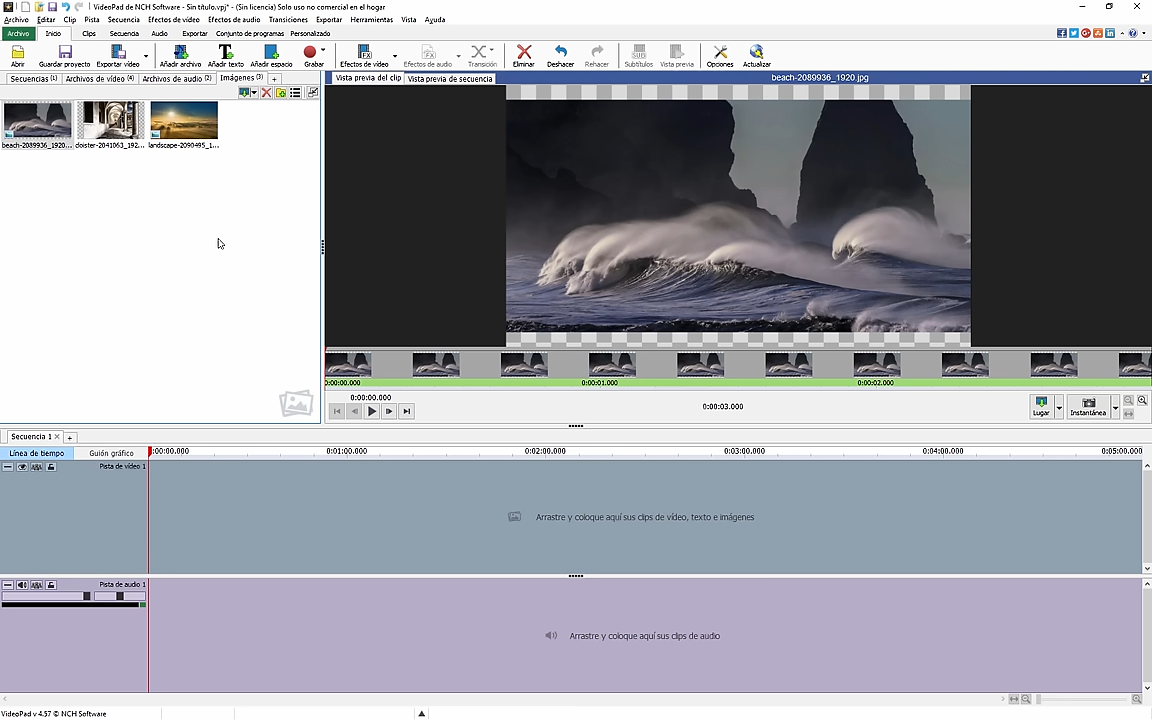 VideoPad de NCH Software - Sin título.vpj* - (Sin licencia) Solo uso no comercial en el hogar
Archivo Editar Clip Pista Secuencia Efectos de vídeo Efectos de audio Transiciones Exportar Herramientas Vista Ayuda
Archivo Inicio Clips Secuencia Audio Exportar Conjunto de programas Personalizado
Abrir Guardar proyecto Exportar vídeo Añadir archivo Añadir texto Añadir espacio Grabar Efectos de vídeo Efectos de audio Transición Eliminar Deshacer Rehacer Subtítulos Vista previa Opciones Actualizar
Secuencias (1) Archivos de vídeo (4) Archivos de audio (2) Imágenes (3) +
Vista previa del clip Vista previa de secuencia beach-2089936_1920.jpg
beach-2089936_1920... cloister-2041063_192... landscape-2090495_1...
0:00:00.000 0:00:01.000 0:00:02.000
0:00:00.000
0:00:03.000
Lugar Instantánea
Secuencia 1 +
Línea de tiempo Guión gráfico :00:00.000 0:01:00.000 0:02:00.000 0:03:00.000 0:04:00.000 0:05:00.000
Pista de vídeo 1
Arrastre y coloque aquí sus clips de vídeo, texto e imágenes
Pista de audio 1
Arrastre y coloque aquí sus clips de audio
VideoPad v 4.57 © NCH Software